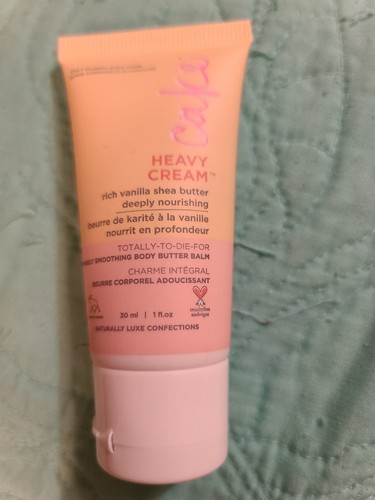 cake
HEAVY
CREAM™
rich vanilla shea butter
deeply nourishing
beurre de karité à la vanille
nourrit en profondeur
TOTALLY-TO-DIE-FOR
SMOOTHING BODY BUTTER BALM
CHARME INTÉGRAL
BEURRE CORPOREL ADOUCISSANT
30 ml | 1 fl oz
NATURALLY LUXE CONFECTIONS